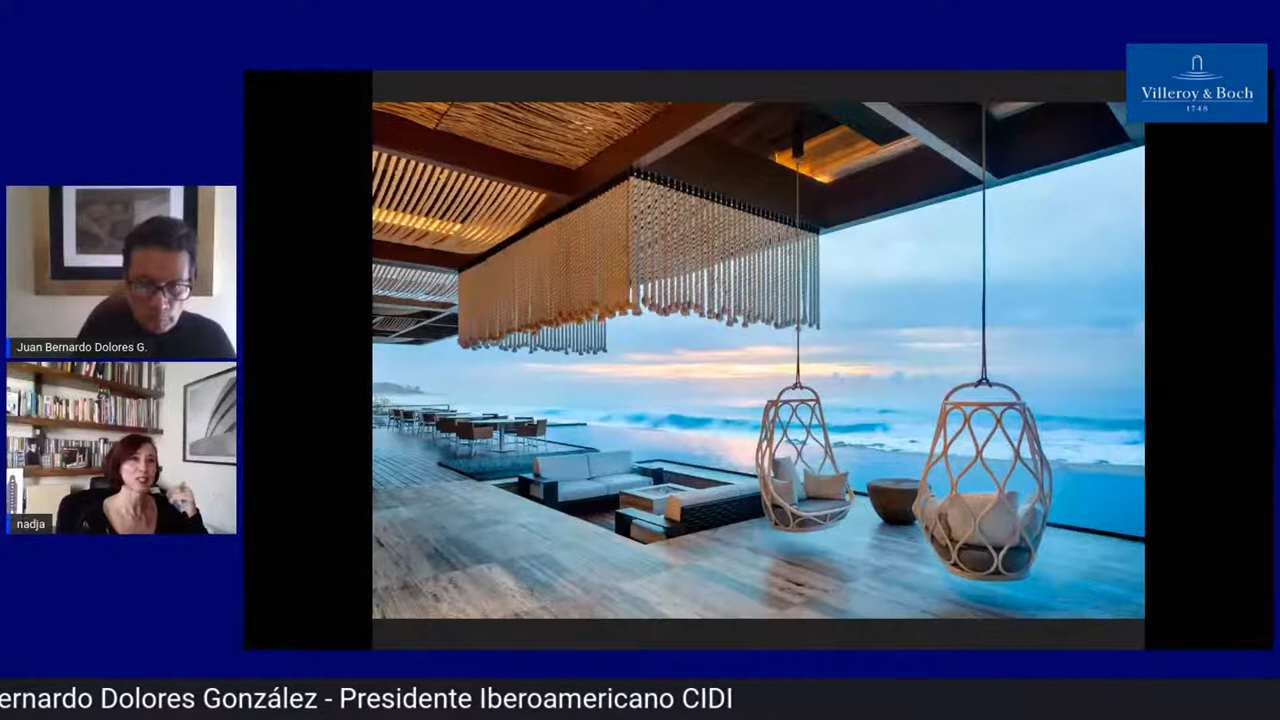 Villeroy & Boch
1748
Juan Bernardo Dolores G.
nadja
ernardo Dolores González - Presidente Iberoamericano CIDI